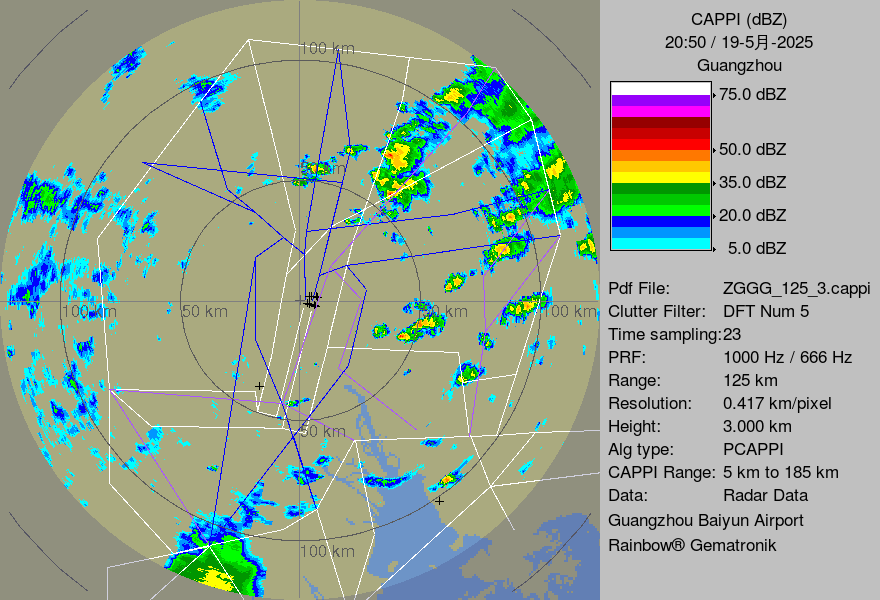 CAPPI (dBZ)
20:50 / 19-5月-2025
Guangzhou
75.0 dBZ
50.0 dBZ
35.0 dBZ
20.0 dBZ
5.0 dBZ
Pdf File: ZGGG_125_3.cappi
Clutter Filter: DFT Num 5
Time sampling:23
PRF: 1000 Hz / 666 Hz
Range: 125 km
Resolution: 0.417 km/pixel
Height: 3.000 km
Alg type: PCAPPI
CAPPI Range: 5 km to 185 km
Data: Radar Data
Guangzhou Baiyun Airport
Rainbow® Gematronik
100 km
100 km
50 km
100 km
50 km
100 km